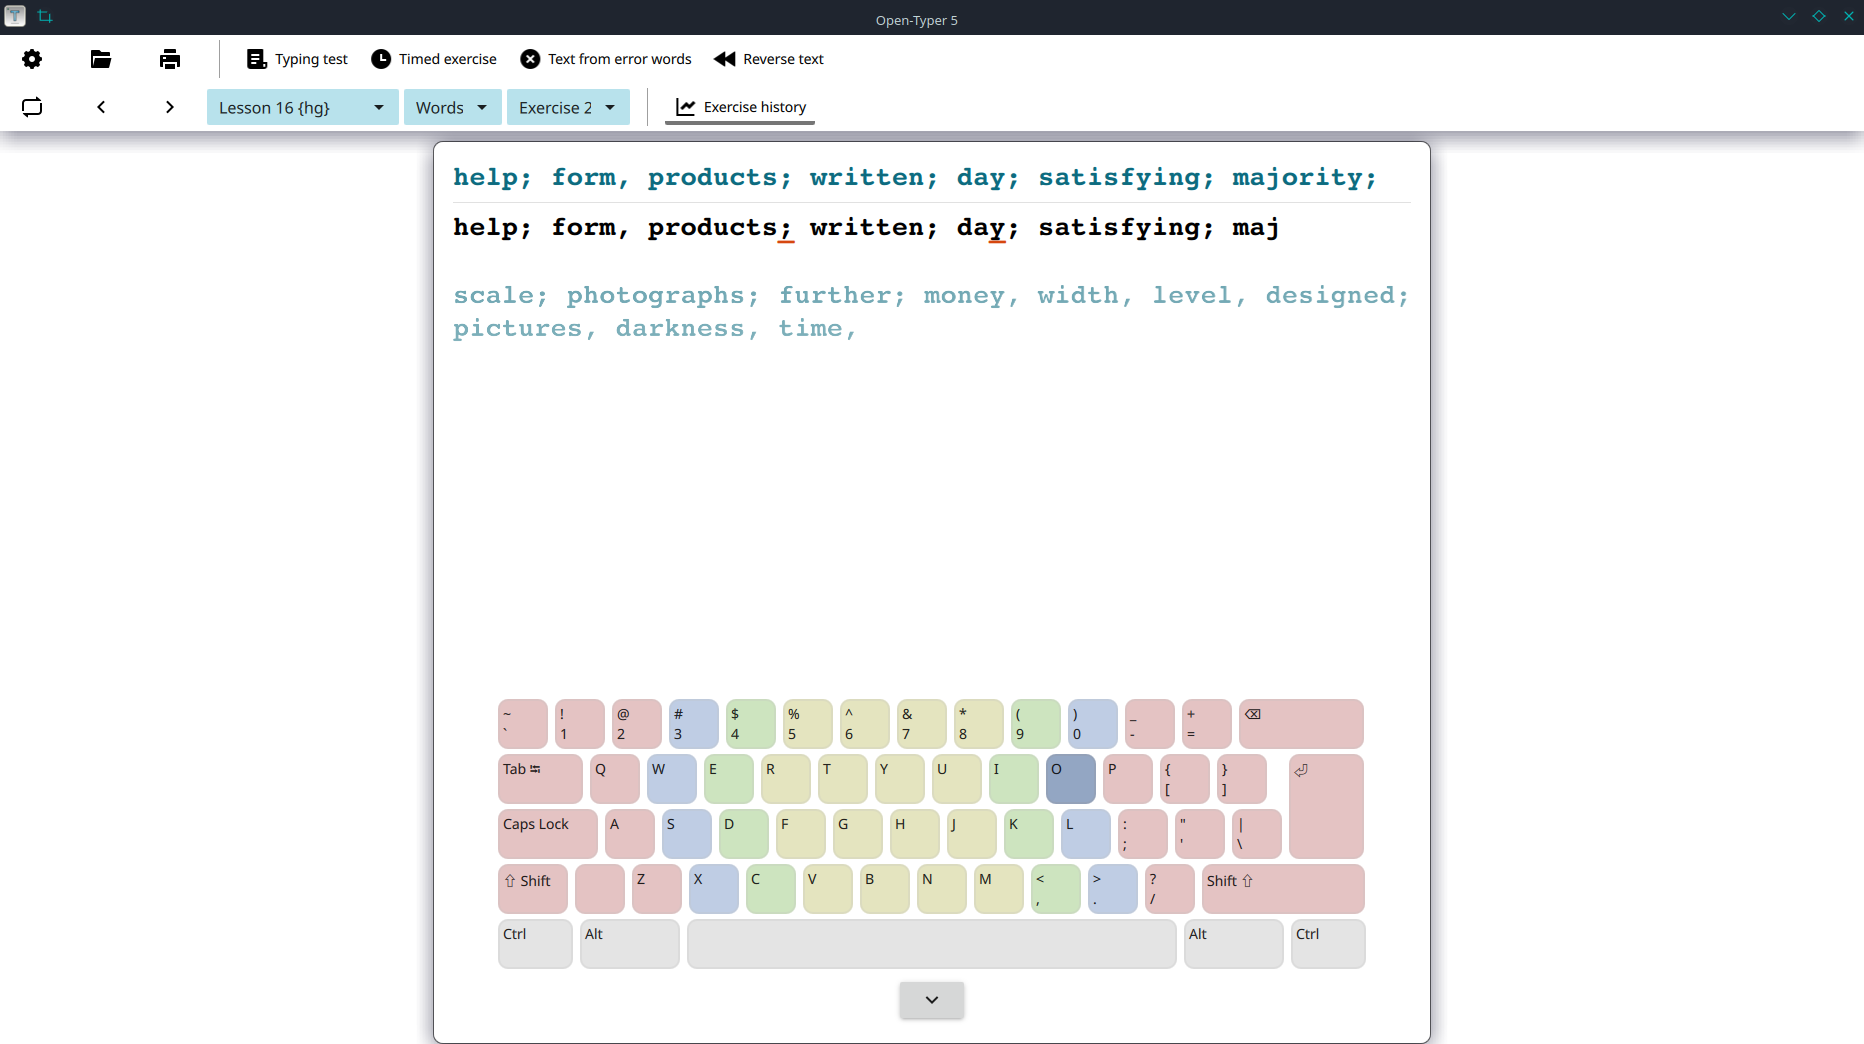 Open-Typer 5
Typing test Timed exercise Text from error words Reverse text
Lesson 16 {hg} Words Exercise 2 Exercise history
help; form, products; written; day; satisfying; majority;
help; form, products; written; day; satisfying; maj
scale; photographs; further; money, width, level, designed;
pictures, darkness, time,
~ ! @ # $ % ^ & * ( ) _ + ⌫
` 1 2 3 4 5 6 7 8 9 0 - =
Tab ↹ Q W E R T Y U I O P { } ⏎
[ ]
Caps Lock A S D F G H J K L : " |
; ' \
⇧ Shift Z X C V B N M < > ? Shift ⇧
, . /
Ctrl Alt Alt Ctrl